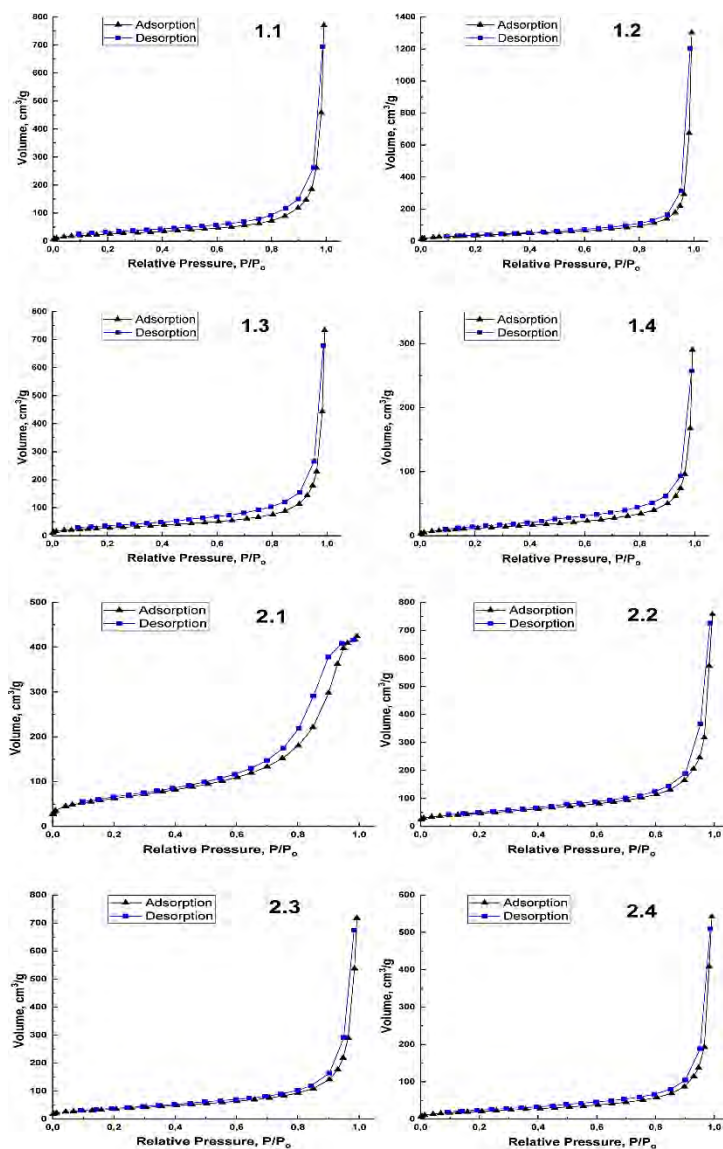 Adsorption
Desorption
1.1
Volume, cm³/g
800
700
600
500
400
300
200
100
0
0,0 0,2 0,4 0,6 0,8 1,0
Relative Pressure, P/Pₒ
Adsorption
Desorption
1.2
Volume, cm³/g
1400
1200
1000
800
600
400
200
0
0,0 0,2 0,4 0,6 0,8 1,0
Relative Pressure, P/Pₒ
Adsorption
Desorption
1.3
Volume, cm³/g
800
700
600
500
400
300
200
100
0
0,0 0,2 0,4 0,6 0,8 1,0
Relative Pressure, P/Pₒ
Adsorption
Desorption
1.4
Volume, cm³/g
300
200
100
0
0,0 0,2 0,4 0,6 0,8 1,0
Relative Pressure, P/Pₒ
Adsorption
Desorption
2.1
Volume, cm³/g
500
400
300
200
100
0
0,0 0,2 0,4 0,6 0,8 1,0
Relative Pressure, P/Pₒ
Adsorption
Desorption
2.2
Volume, cm³/g
800
700
600
500
400
300
200
100
0
0,0 0,2 0,4 0,6 0,8 1,0
Relative Pressure, P/Pₒ
Adsorption
Desorption
2.3
Volume, cm³/g
800
700
600
500
400
300
200
100
0
0,0 0,2 0,4 0,6 0,8 1,0
Relative Pressure, P/Pₒ
Adsorption
Desorption
2.4
Volume, cm³/g
600
500
400
300
200
100
0
0,0 0,2 0,4 0,6 0,8 1,0
Relative Pressure, P/Pₒ